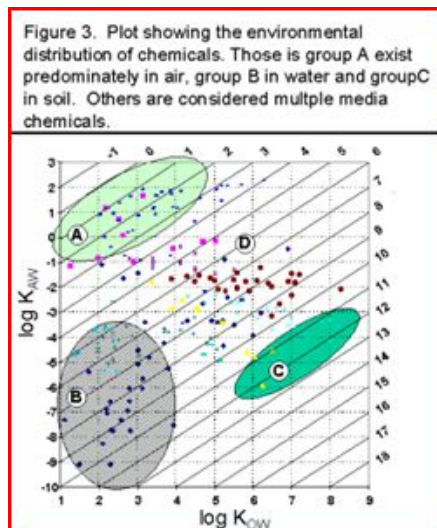 Figure 3. Plot showing the environmental
distribution of chemicals. Those is group A exist
predominately in air, group B in water and groupC
in soil. Others are considered multple media
chemicals.
-1 0 1 2 3 4 5 6
3
2
1
0
-1
-2
-3
-4
-5
-6
-7
-8
-9
-10
log K_AW
A
B
C
D
7
8
9
10
11
12
13
14
15
16
17
18
1 2 3 4 5 6 7 8 9
log K_OW